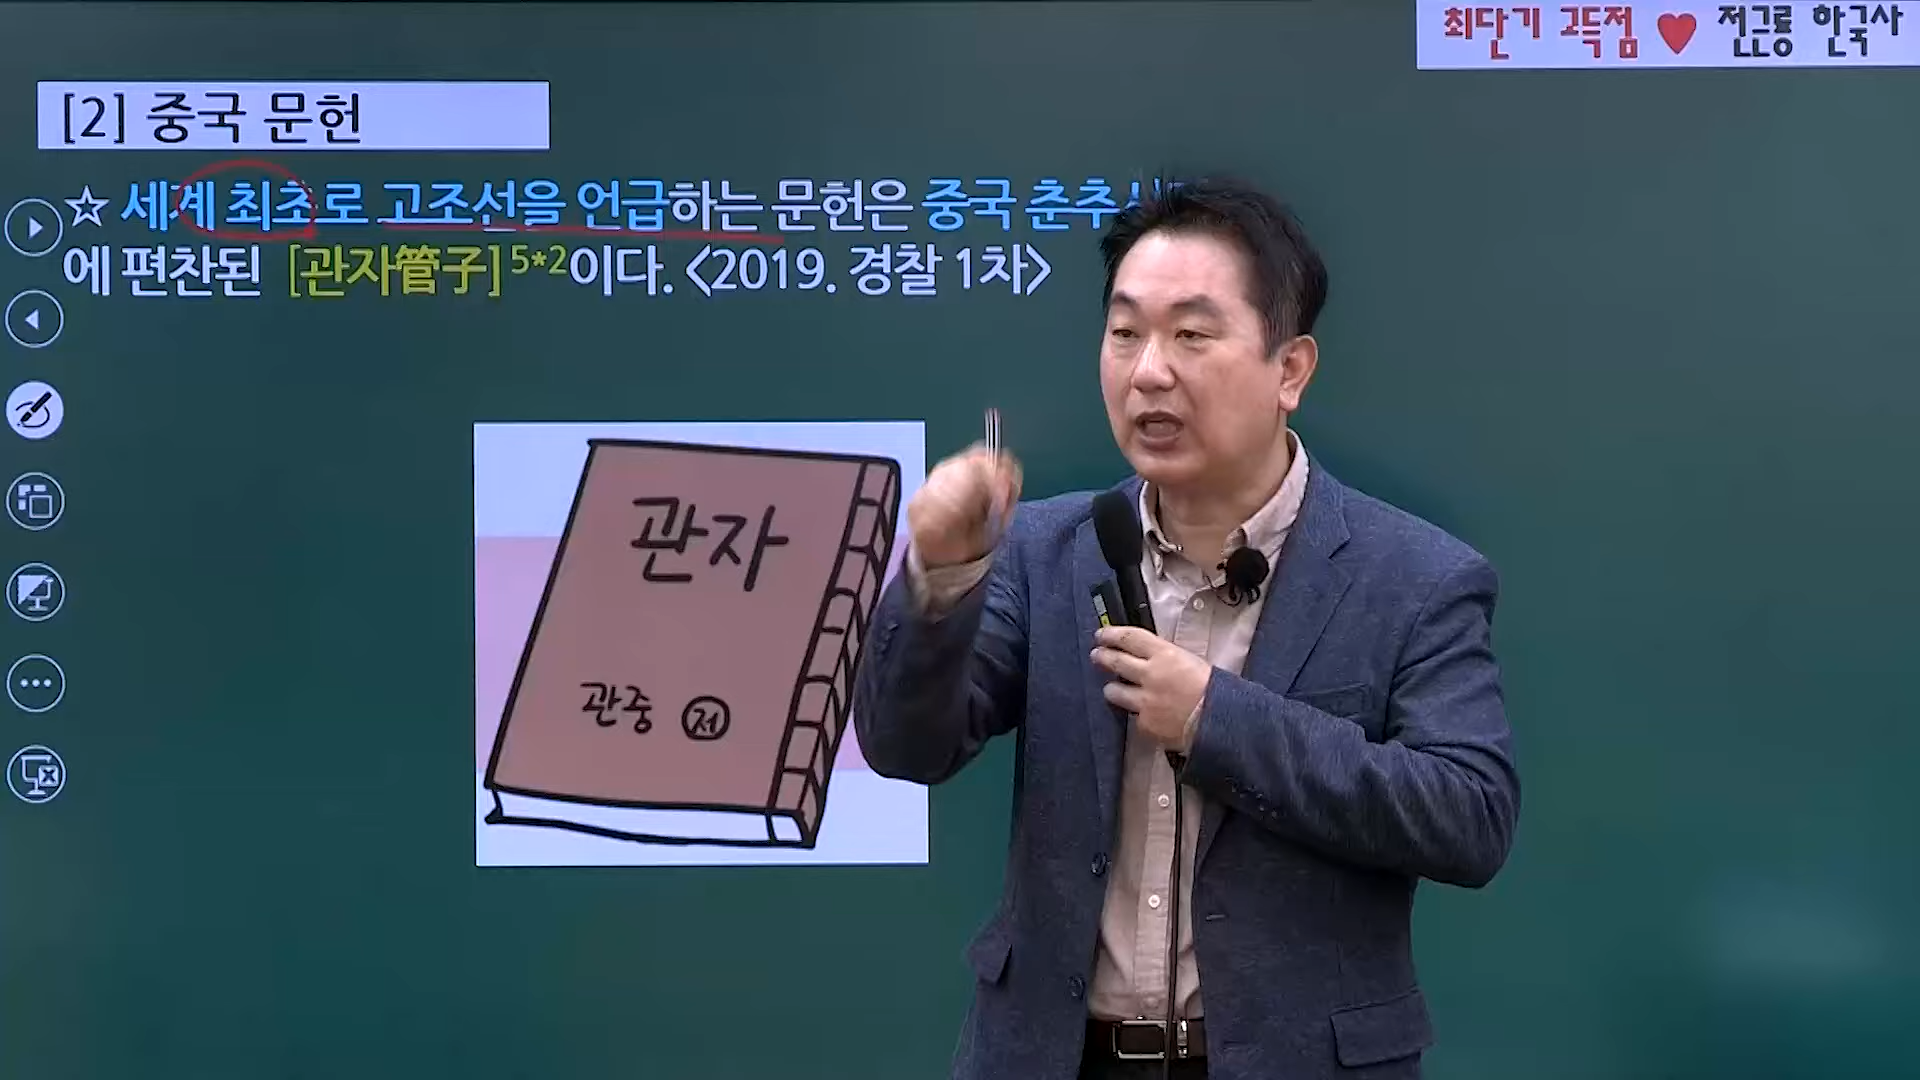 최단기 고득점 ♥ 전근룡 한국사
[2] 중국 문헌
☆ 세계 최초로 고조선을 언급하는 문헌은 중국 춘추
에 편찬된 [관자管子]5*2이다. <2019. 경찰 1차>
관자
관중 저